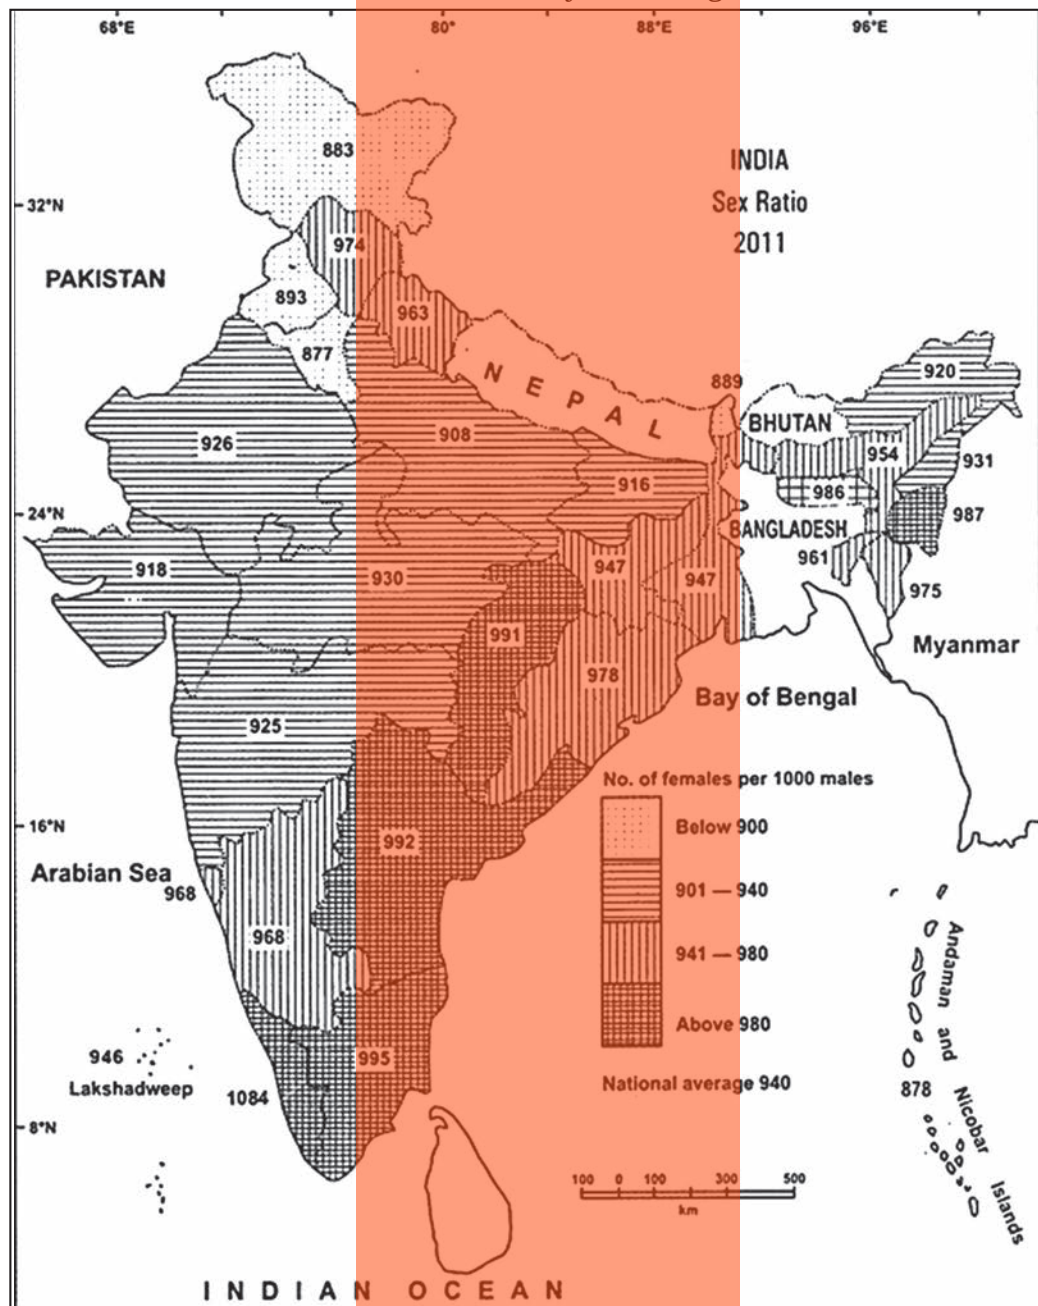 68°E 80° 88°E 96°E
883
INDIA
Sex Ratio
2011
32°N
974
PAKISTAN
893
963
877
NEPAL
889
920
BHUTAN
926
908
954
931
916
986
24°N
987
BANGLADESH
961
918
930
947
947
975
991
Myanmar
978
Bay of Bengal
925
No. of females per 1000 males
Below 900
16°N
992
Arabian Sea
968
901 — 940
968
941 — 980
Above 980
Andaman and Nicobar Islands
995
946
Lakshadweep
National average 940
878
1084
8°N
100 0 100 300 500
km
INDIAN OCEAN